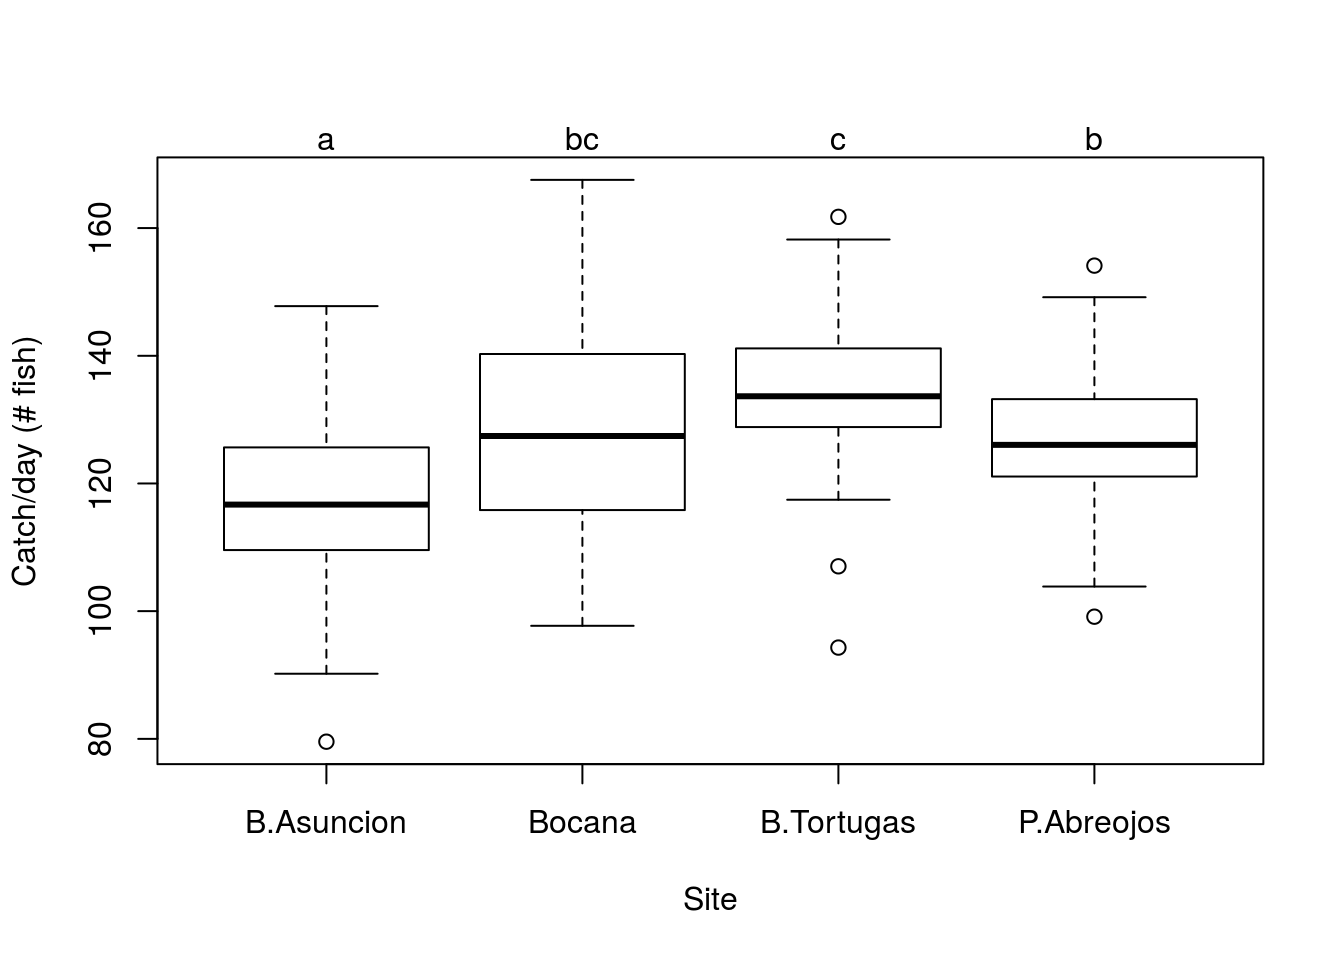 a bc c b
Catch/day (# fish)
160
140
120
100
80
B.Asuncion Bocana B.Tortugas P.Abreojos
Site